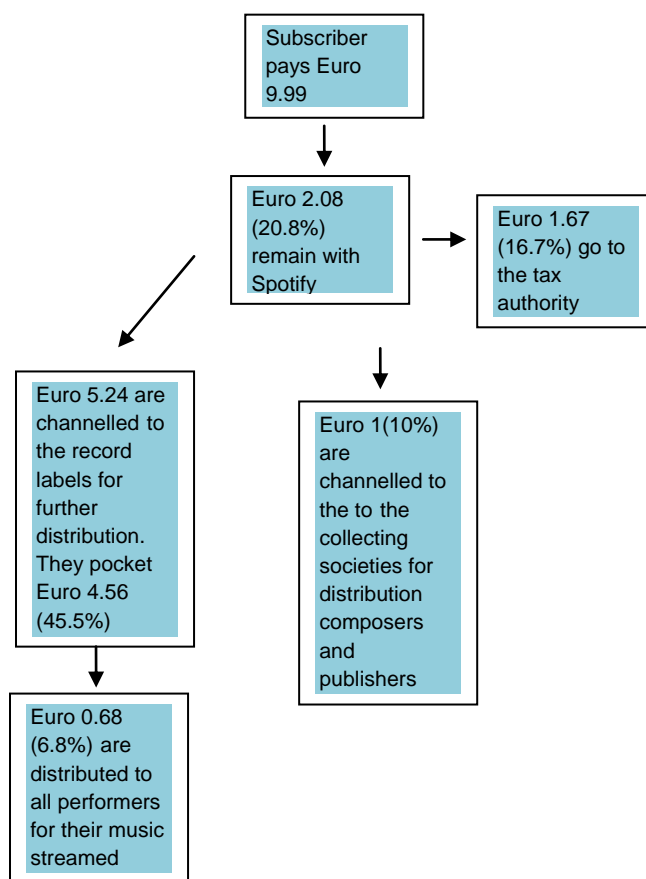 Subscriber
pays Euro
9.99
Euro 2.08
(20.8%)
remain with
Spotify
Euro 1.67
(16.7%) go to
the tax
authority
Euro 5.24 are
channelled to
the record
labels for
further
distribution.
They pocket
Euro 4.56
(45.5%)
Euro 1(10%)
are
channelled to
the to the
collecting
societies for
distribution
composers
and
publishers
Euro 0.68
(6.8%) are
distributed to
all performers
for their music
streamed